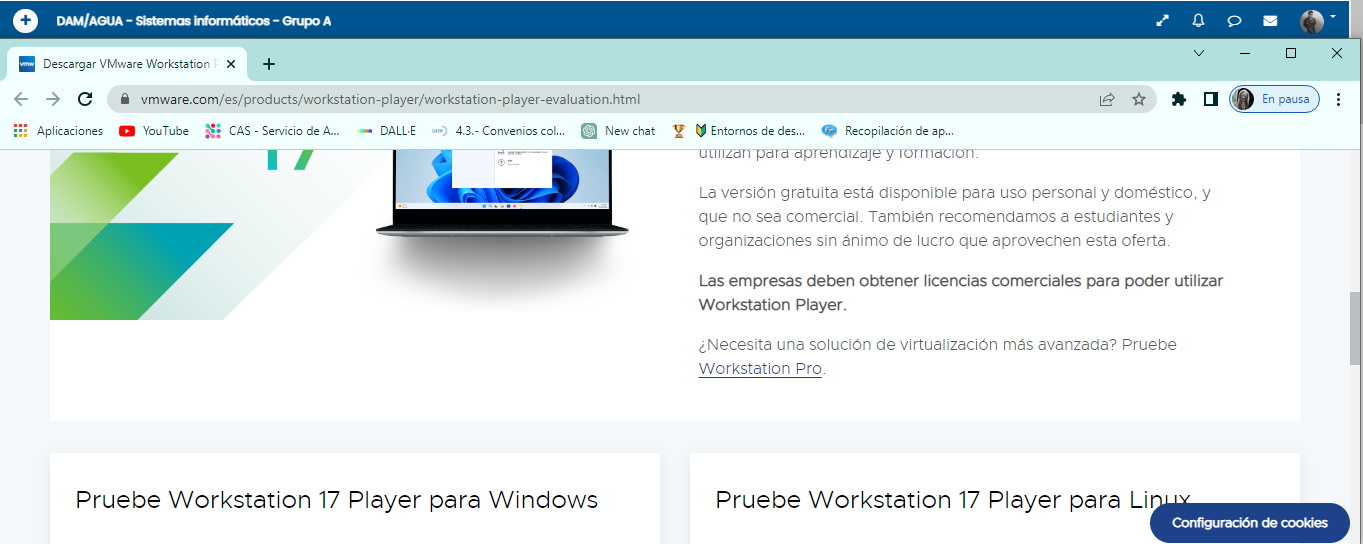 DAM/AGUA - Sistemas informáticos - Grupo A
vmw
Descargar VMware Workstation P
vmware.com/es/products/workstation-player/workstation-player-evaluation.html
En pausa
Aplicaciones
YouTube
CAS - Servicio de A...
DALL·E
4.3.- Convenios col...
New chat
Entornos de des...
Recopilación de ap...
17
utilizan para aprendizaje y formación.
La versión gratuita está disponible para uso personal y doméstico, y
que no sea comercial. También recomendamos a estudiantes y
organizaciones sin ánimo de lucro que aprovechen esta oferta.
Las empresas deben obtener licencias comerciales para poder utilizar
Workstation Player.
¿Necesita una solución de virtualización más avanzada? Pruebe
Workstation Pro.
Pruebe Workstation 17 Player para Windows
Pruebe Workstation 17 Player para Linux
Configuración de cookies